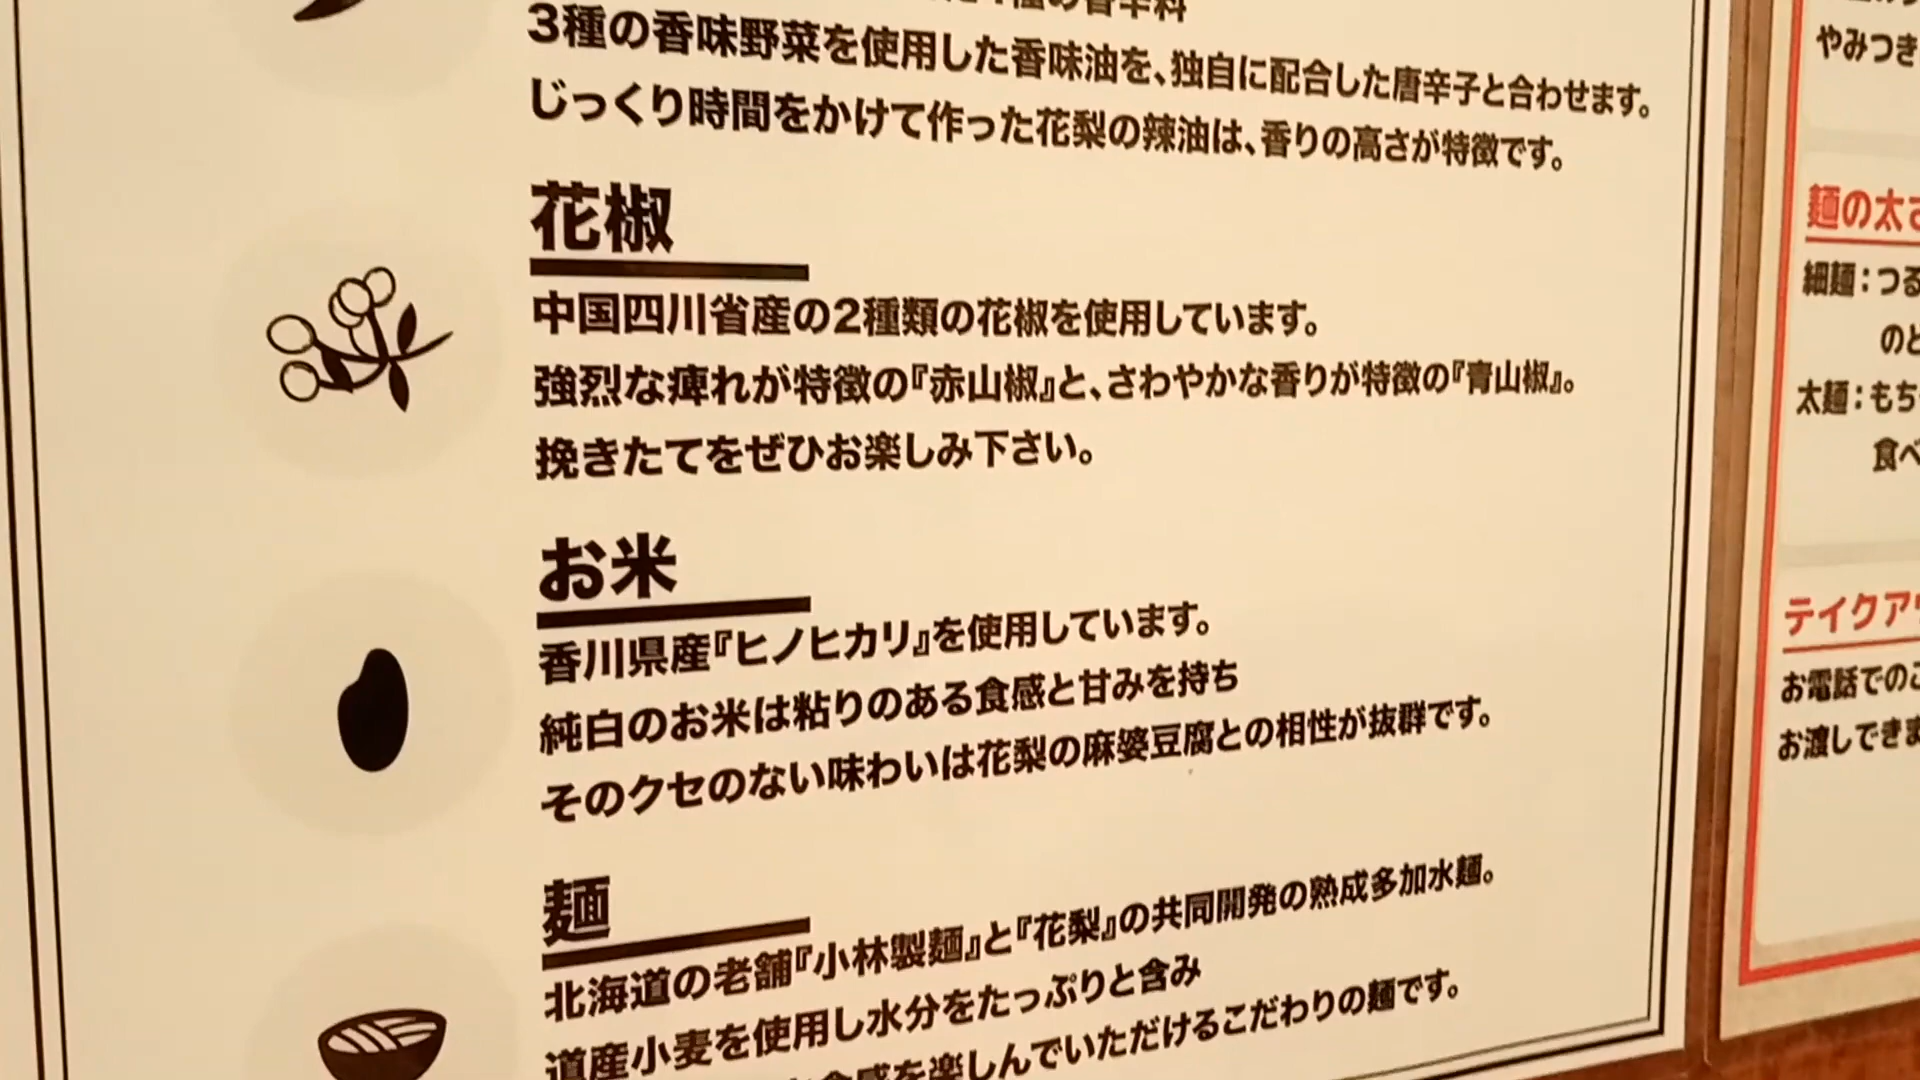 3種の香味野菜を使用した香味油を、独自に配合した唐辛子と合わせます。
じっくり時間をかけて作った花梨の辣油は、香りの高さが特徴です。
花椒
中国四川省産の2種類の花椒を使用しています。
強烈な痺れが特徴の『赤山椒』と、さわやかな香りが特徴の『青山椒』。
挽きたてをぜひお楽しみ下さい。
お米
香川県産『ヒノヒカリ』を使用しています。
純白のお米は粘りのある食感と甘みを持ち
そのクセのない味わいは花梨の麻婆豆腐との相性が抜群です。
麺
北海道の老舗『小林製麺』と『花梨』の共同開発の熟成多加水麺。
道産小麦を使用し水分をたっぷりと含み
食感を楽しんでいただけるこだわりの麺です。
やみつき
麺の太さ
細麺：つる
のど
太麺：もち
食べ
テイクア
お電話でのご
お渡しできま